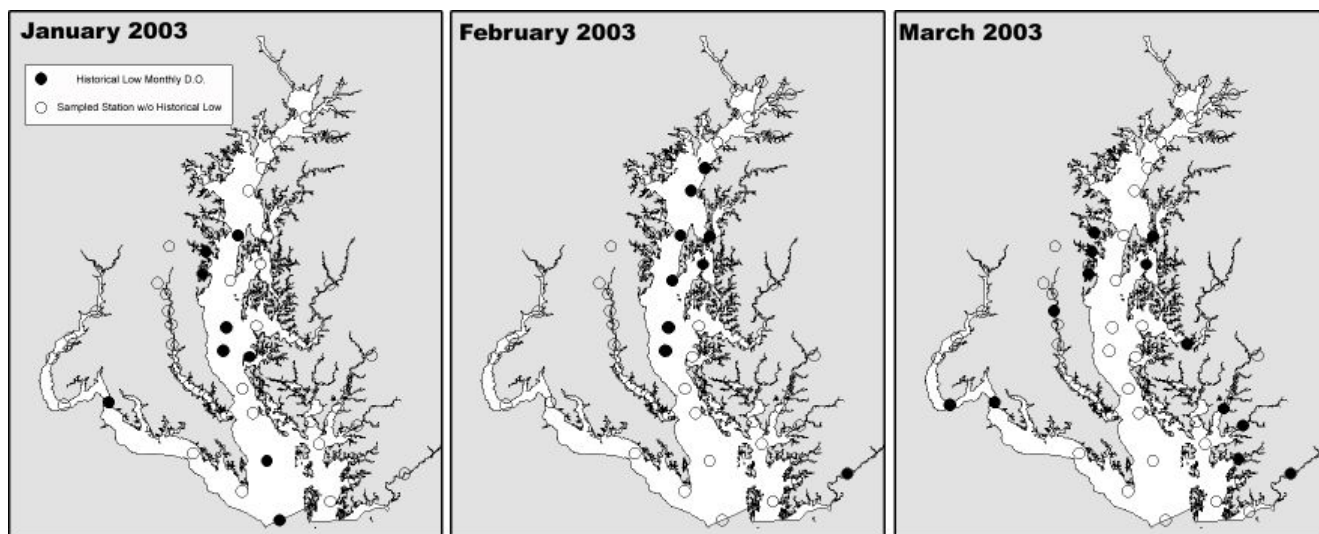 January 2003
Historical Low Monthly D.O.
Sampled Station w/o Historical Low
February 2003
March 2003